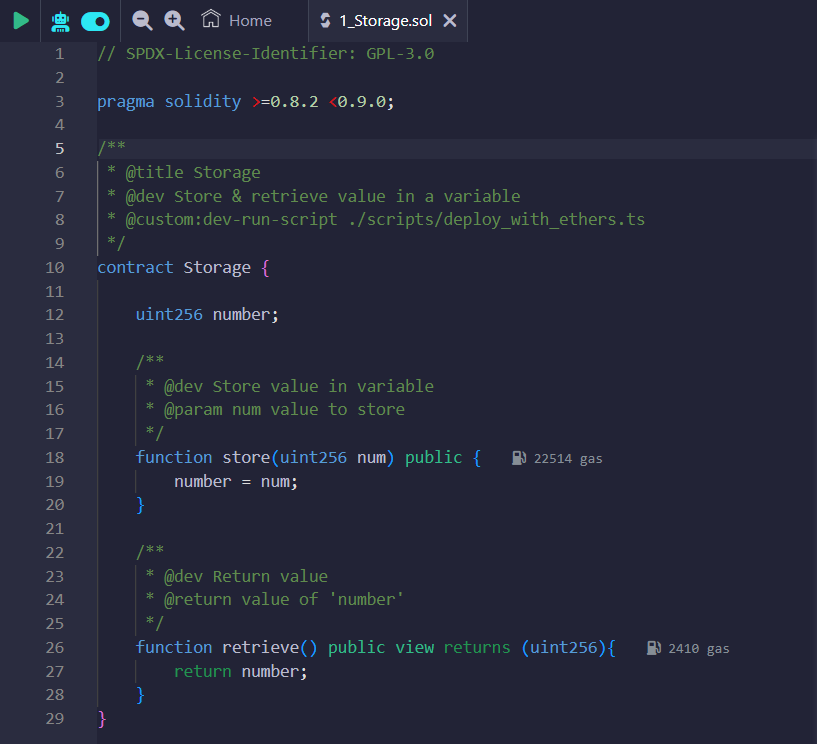 Home 1_Storage.sol
1 // SPDX-License-Identifier: GPL-3.0
2
3 pragma solidity >=0.8.2 <0.9.0;
4
5 /**
6  * @title Storage
7  * @dev Store & retrieve value in a variable
8  * @custom:dev-run-script ./scripts/deploy_with_ethers.ts
9  */
10 contract Storage {
11
12     uint256 number;
13
14     /**
15      * @dev Store value in variable
16      * @param num value to store
17      */
18     function store(uint256 num) public {    22514 gas
19         number = num;
20     }
21
22     /**
23      * @dev Return value
24      * @return value of 'number'
25      */
26     function retrieve() public view returns (uint256){    2410 gas
27         return number;
28     }
29 }